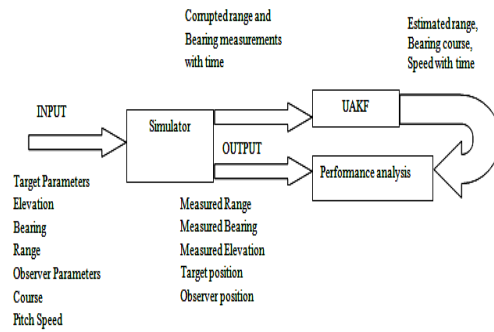 Corrupted range and
Bearing measurements
with time
Estimated range,
Bearing course,
Speed with time
INPUT
Simulator
UAKF
OUTPUT
Performance analysis
Target Parameters
Elevation
Bearing
Range
Observer Parameters
Course
Pitch Speed
Measured Range
Measured Bearing
Measured Elevation
Target position
Observer position